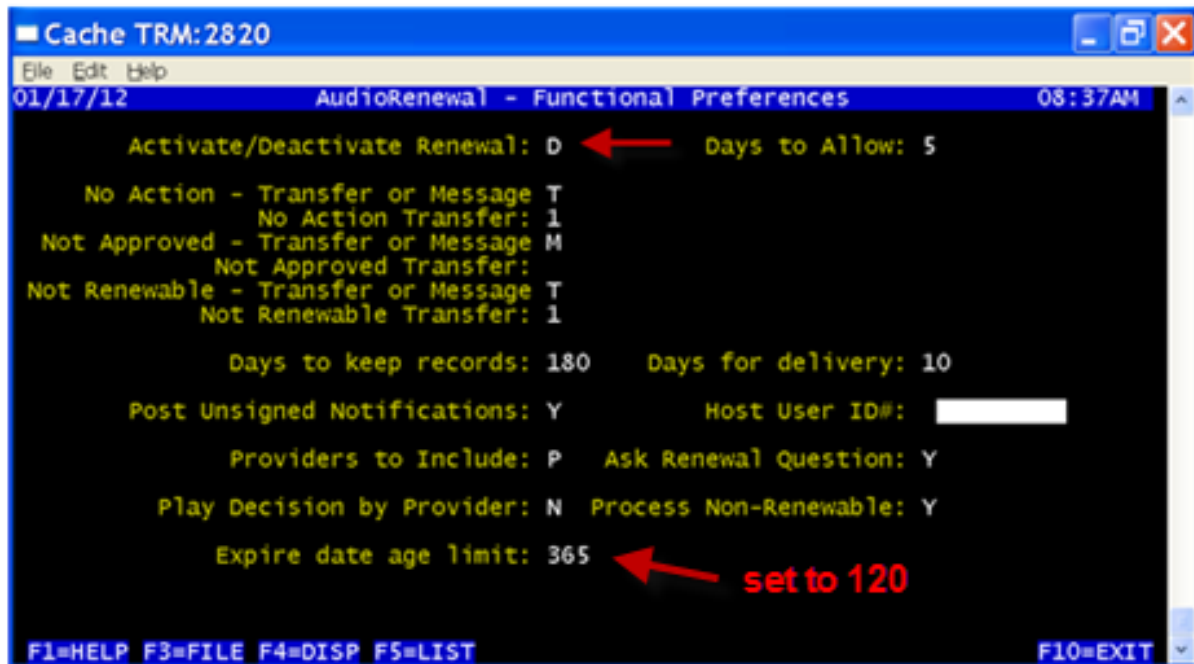 Cache TRM:2820
File Edit Help
01/17/12 AudioRenewal - Functional Preferences 08:37AM
Activate/Deactivate Renewal: D Days to Allow: 5
No Action - Transfer or Message T
No Action Transfer: 1
Not Approved - Transfer or Message M
Not Approved Transfer:
Not Renewable - Transfer or Message T
Not Renewable Transfer: 1
Days to keep records: 180 Days for delivery: 10
Post Unsigned Notifications: Y Host User ID#:
Providers to Include: P Ask Renewal Question: Y
Play Decision by Provider: N Process Non-Renewable: Y
Expire date age limit: 365
set to 120
F1=HELP F3=FILE F4=DISP F5=LIST F10=EXIT